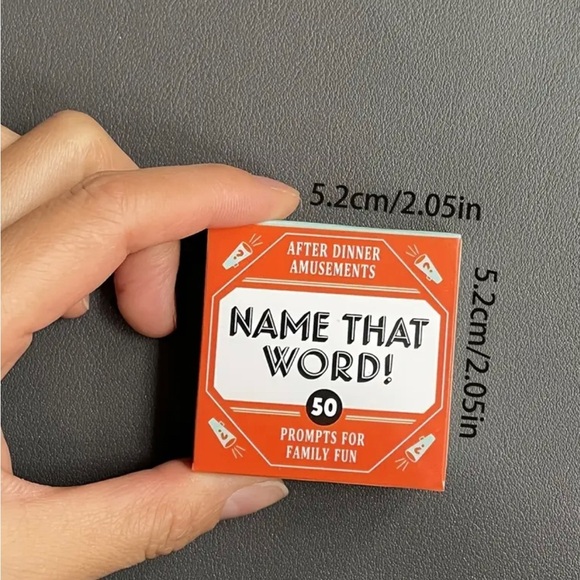 5.2cm/2.05in
AFTER DINNER
AMUSEMENTS
NAME THAT
WORD!
50
PROMPTS FOR
FAMILY FUN
5.2cm/2.05in